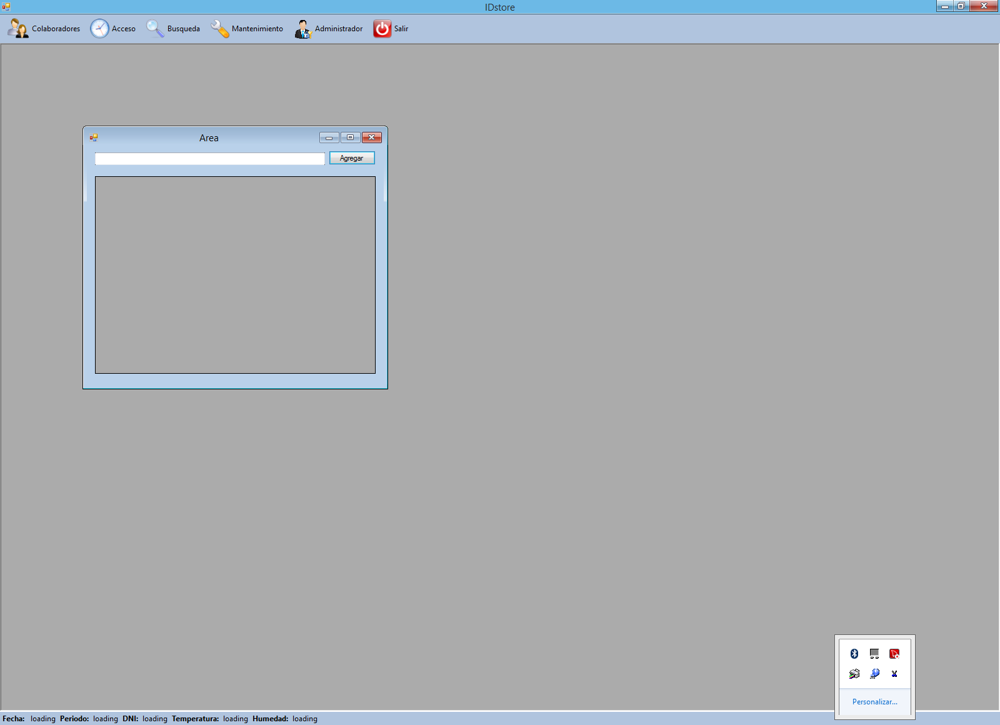 IDstore
Colaboradores Acceso Busqueda Mantenimiento Administrador Salir
Area
Agregar
Personalizar...
Fecha: loading Periodo: loading DNI: loading Temperatura: loading Humedad: loading